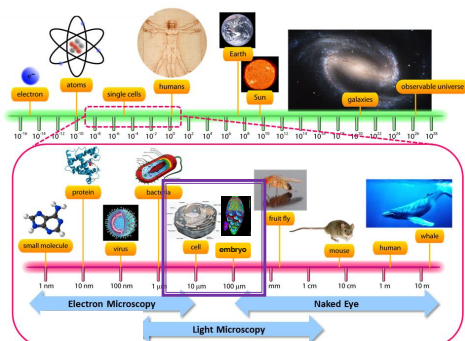 Earth
electron
atoms
single cells
humans
Sun
galaxies
observable universe
protein
bacteria
small molecule
virus
cell
embryo
fruit fly
mouse
human
whale
1 nm 10 nm 100 nm 1 µm 10 µm 100 µm mm 1 cm 10 cm 1 m 10 m
Electron Microscopy
Naked Eye
Light Microscopy